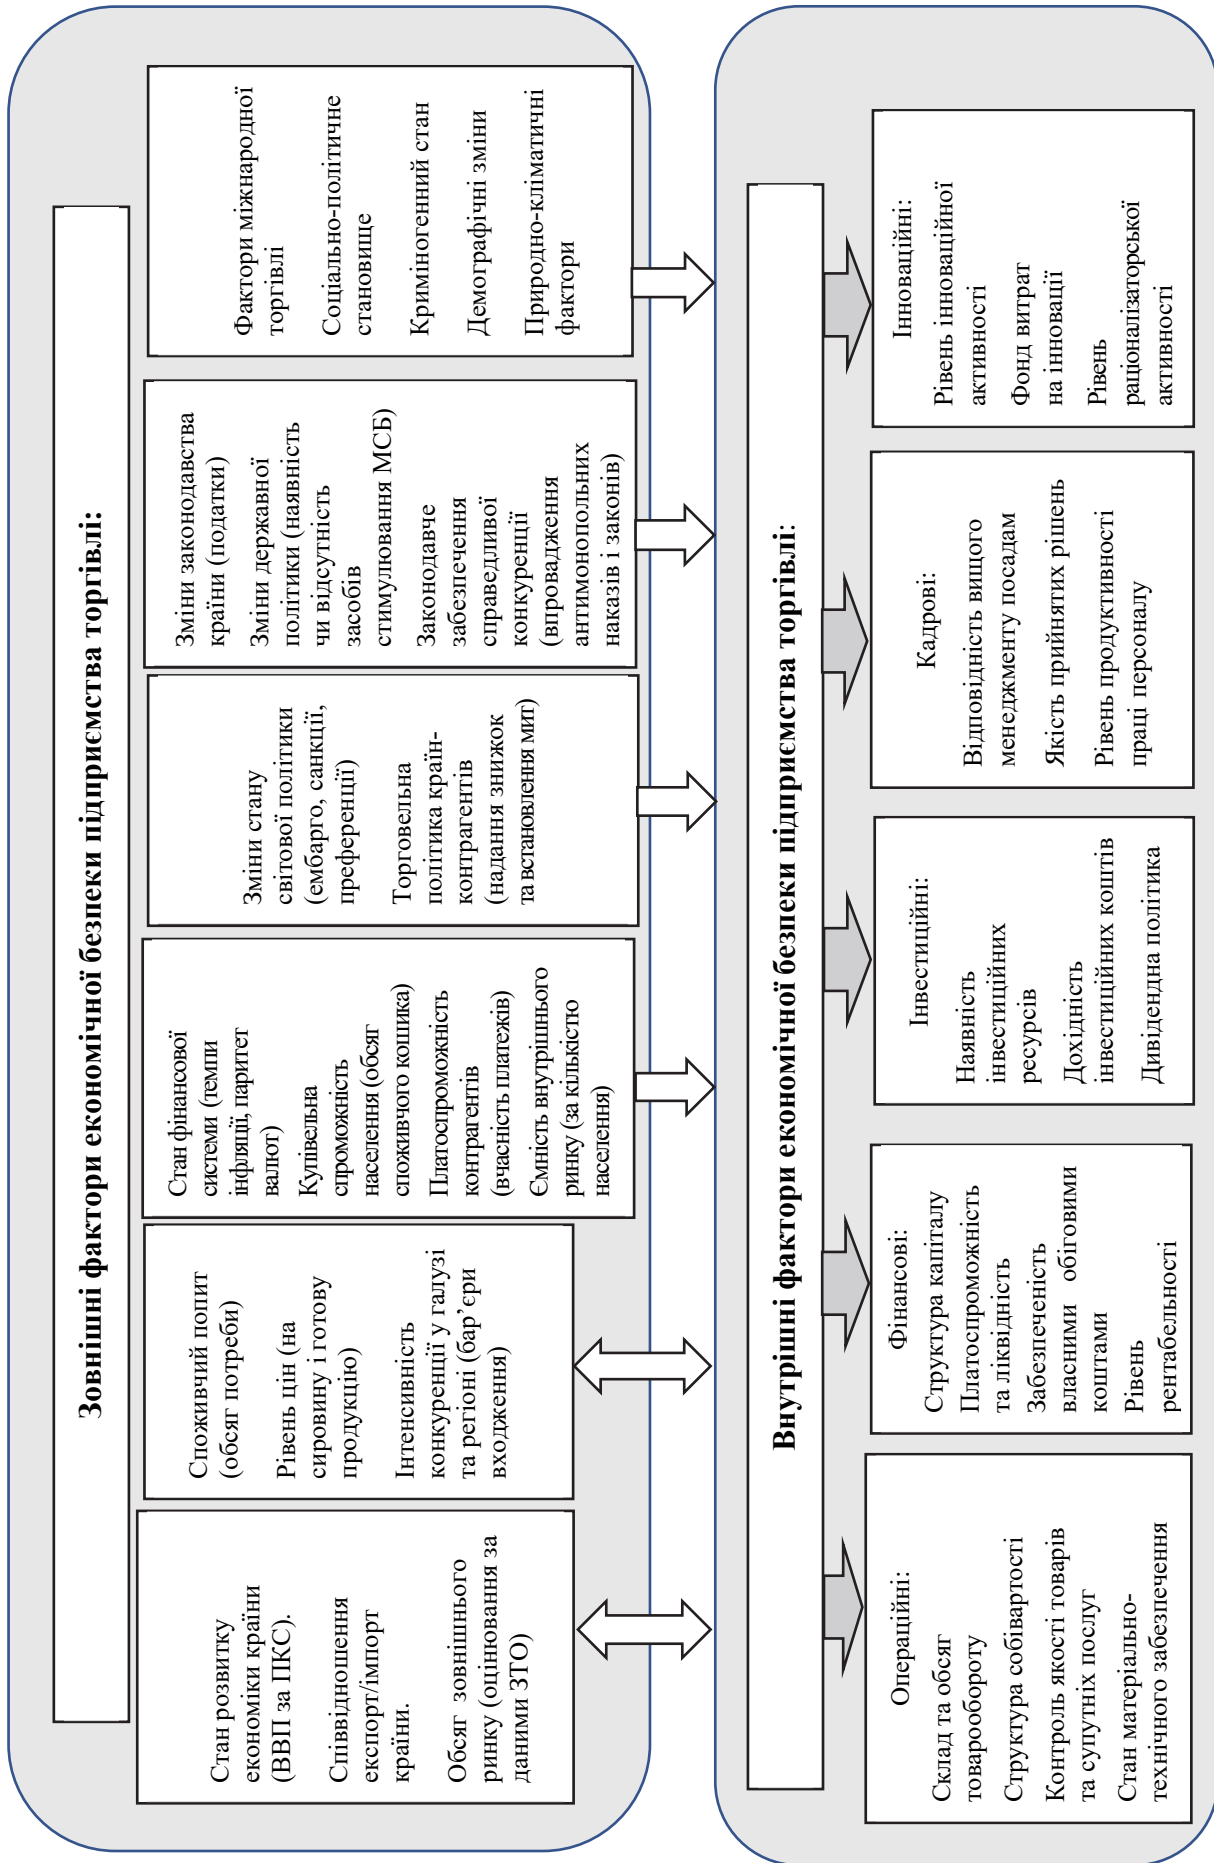 Зовнішні фактори економічної безпеки підприємства торгівлі:
Стан розвитку
економіки країни
(ВВП за ПКС).
Співвідношення
експорт/імпорт
країни.
Обсяг зовнішнього
ринку (оцінювання за
даними ЗТО)
Споживчий попит
(обсяг потреби)
Рівень цін (на
сировину і готову
продукцію)
Інтенсивність
конкуренції у галузі
та регіоні (бар’єри
входження)
Стан фінансової
системи (темпи
інфляції, паритет
валют)
Купівельна
спроможність
населення (обсяг
споживчого кошика)
Платоспроможність
контрагентів
(вчасність платежів)
Ємність внутрішнього
ринку (за кількістю
населення)
Зміни стану
світової політики
(ембарго, санкції,
преференції)
Торговельна
політика країн-
контрагентів
(надання знижок
та встановлення мит)
Зміни законодавства
країни (податки)
Зміни державної
політики (наявність
чи відсутність
засобів
стимулювання МСБ)
Законодавче
забезпечення
справедливої
конкуренції
(впровадження
антимонопольних
наказів і законів)
Фактори міжнародної
торгівлі
Соціально-політичне
становище
Криміногенний стан
Демографічні зміни
Природно-кліматичні
фактори
Внутрішні фактори економічної безпеки підприємства торгівлі:
Операційні:
Склад та обсяг
товарообороту
Структура собівартості
Контроль якості товарів
та супутніх послуг
Стан матеріально-
технічного забезпечення
Фінансові:
Структура капіталу
Платоспроможність
та ліквідність
Забезпеченість
власними обіговими
коштами
Рівень
рентабельності
Інвестиційні:
Наявність
інвестиційних
ресурсів
Дохідність
інвестиційних коштів
Дивідендна політика
Кадрові:
Відповідність вищого
менеджменту посадам
Якість прийнятих рішень
Рівень продуктивності
праці персоналу
Інноваційні:
Рівень інноваційної
активності
Фонд витрат
на інновації
Рівень
раціоналізаторської
активності